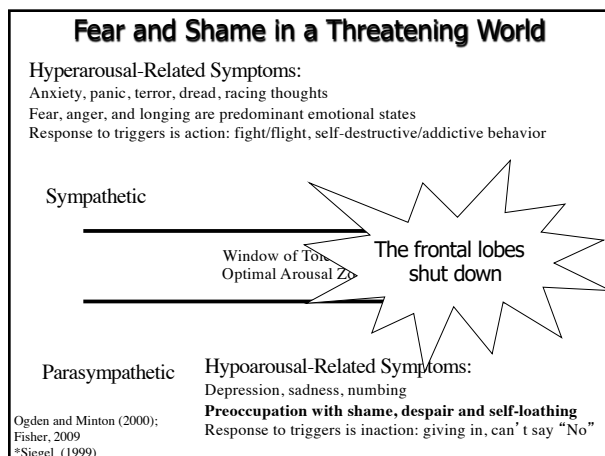 Fear and Shame in a Threatening World
Hyperarousal-Related Symptoms:
Anxiety, panic, terror, dread, racing thoughts
Fear, anger, and longing are predominant emotional states
Response to triggers is action: fight/flight, self-destructive/addictive behavior
Sympathetic
Window of
Optimal Arousal
The frontal lobes
shut down
Parasympathetic
Hypoarousal-Related Symptoms:
Depression, sadness, numbing
Preoccupation with shame, despair and self-loathing
Response to triggers is inaction: giving in, can't say “No”
Ogden and Minton (2000);
Fisher, 2009
*Siegel (1999)